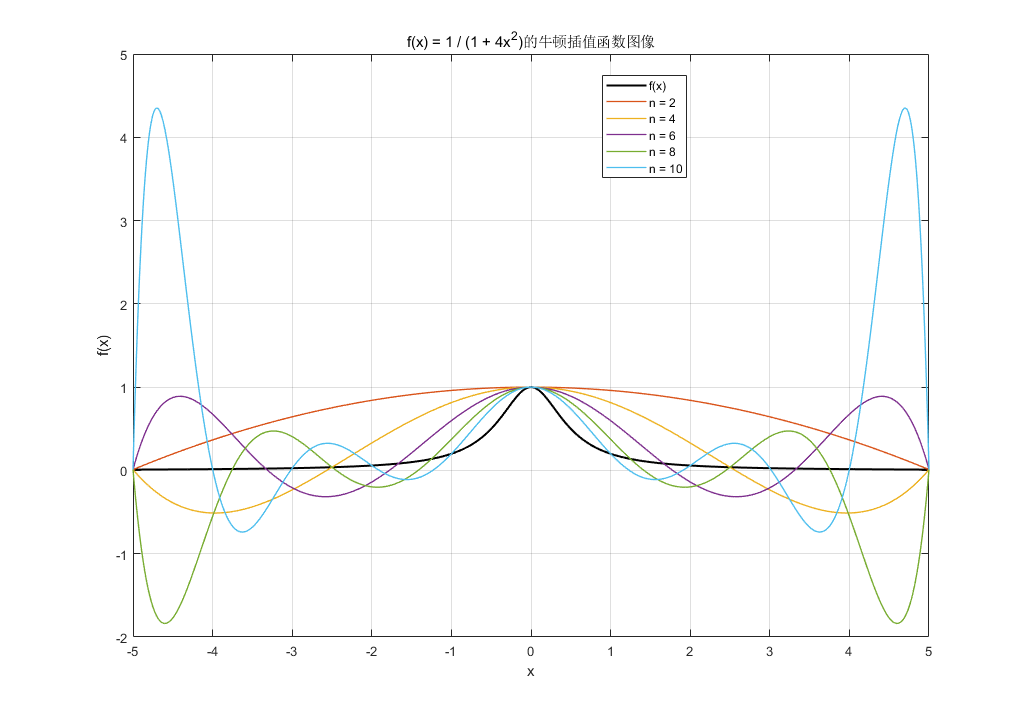 f(x) = 1 / (1 + 4x²)的牛顿插值函数图像
5
4
3
2
1
0
-1
-2
f(x)
f(x)
n = 2
n = 4
n = 6
n = 8
n = 10
-5 -4 -3 -2 -1 0 1 2 3 4 5
x